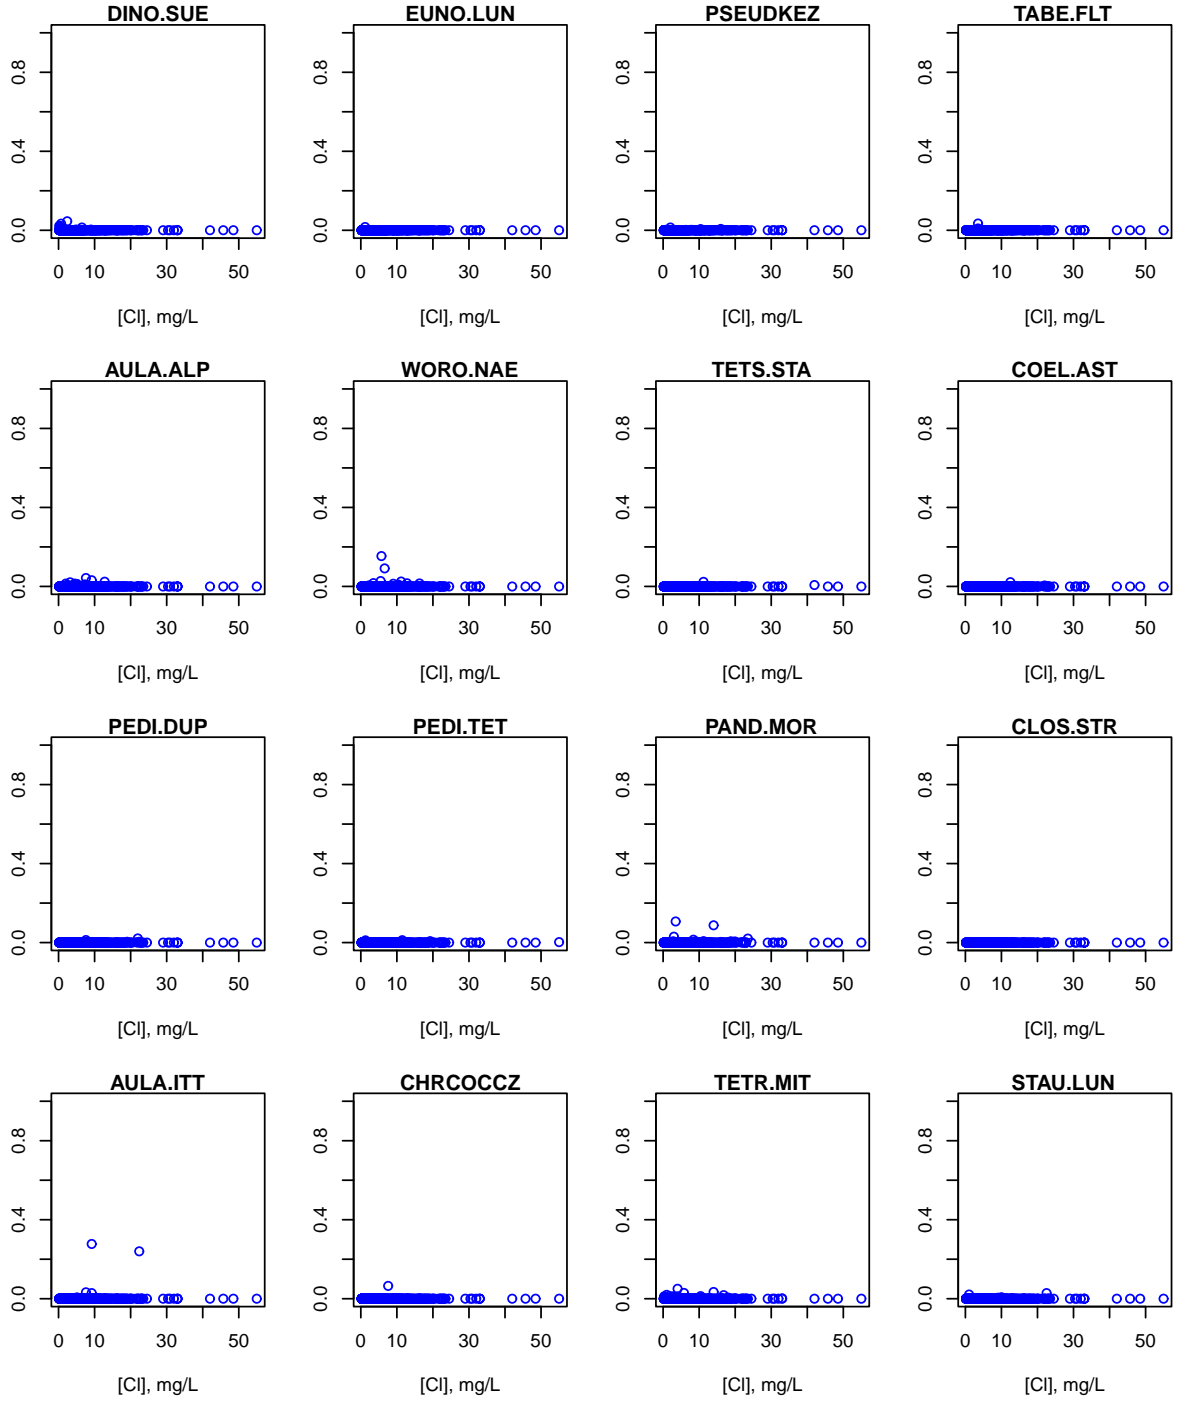 DINO.SUE EUNO.LUN PSEUDKEZ TABE.FLT
0.8 0.8 0.8 0.8
0.4 0.4 0.4 0.4
0.0 0.0 0.0 0.0
0 10 30 50 0 10 30 50 0 10 30 50 0 10 30 50
[Cl], mg/L [Cl], mg/L [Cl], mg/L [Cl], mg/L
AULA.ALP WORO.NAE TETS.STA COEL.AST
0.8 0.8 0.8 0.8
0.4 0.4 0.4 0.4
0.0 0.0 0.0 0.0
0 10 30 50 0 10 30 50 0 10 30 50 0 10 30 50
[Cl], mg/L [Cl], mg/L [Cl], mg/L [Cl], mg/L
PEDI.DUP PEDI.TET PAND.MOR CLOS.STR
0.8 0.8 0.8 0.8
0.4 0.4 0.4 0.4
0.0 0.0 0.0 0.0
0 10 30 50 0 10 30 50 0 10 30 50 0 10 30 50
[Cl], mg/L [Cl], mg/L [Cl], mg/L [Cl], mg/L
AULA.ITT CHRCOCCZ TETR.MIT STAU.LUN
0.8 0.8 0.8 0.8
0.4 0.4 0.4 0.4
0.0 0.0 0.0 0.0
0 10 30 50 0 10 30 50 0 10 30 50 0 10 30 50
[Cl], mg/L [Cl], mg/L [Cl], mg/L [Cl], mg/L